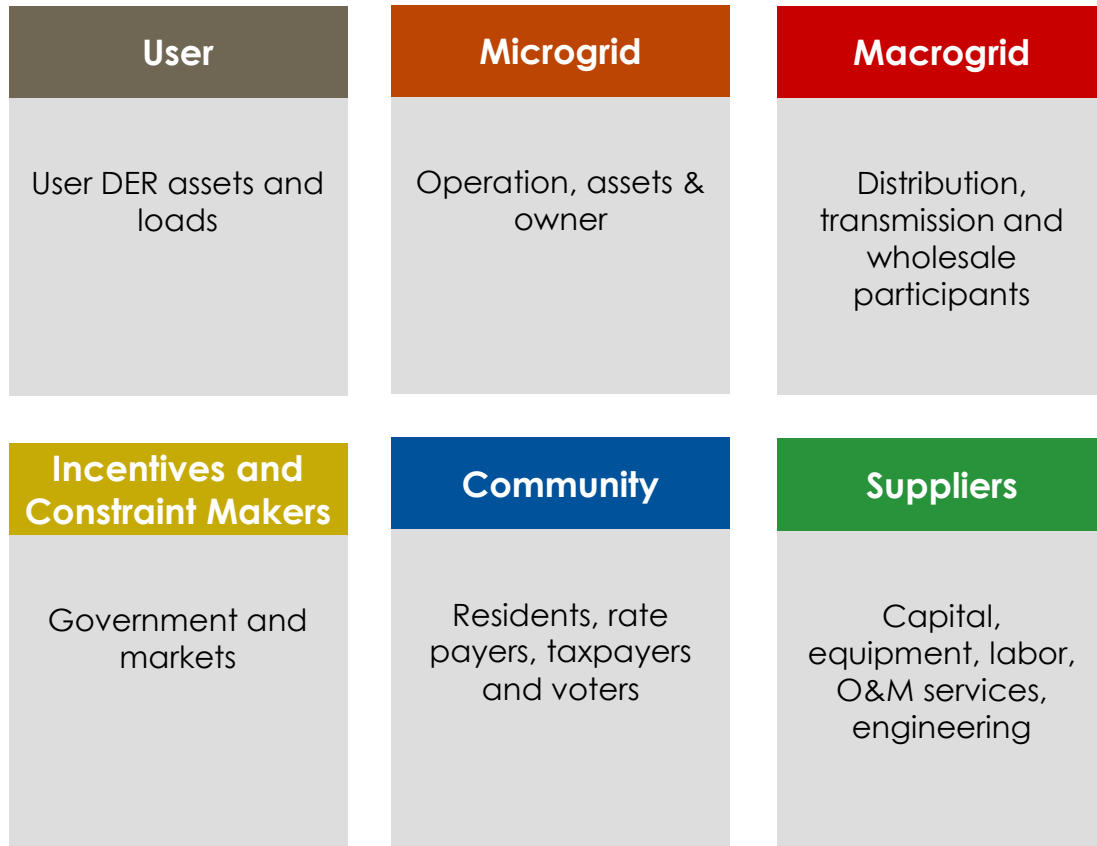 User
User DER assets and
loads
Microgrid
Operation, assets &
owner
Macrogrid
Distribution,
transmission and
wholesale
participants
Incentives and
Constraint Makers
Government and
markets
Community
Residents, rate
payers, taxpayers
and voters
Suppliers
Capital,
equipment, labor,
O&M services,
engineering